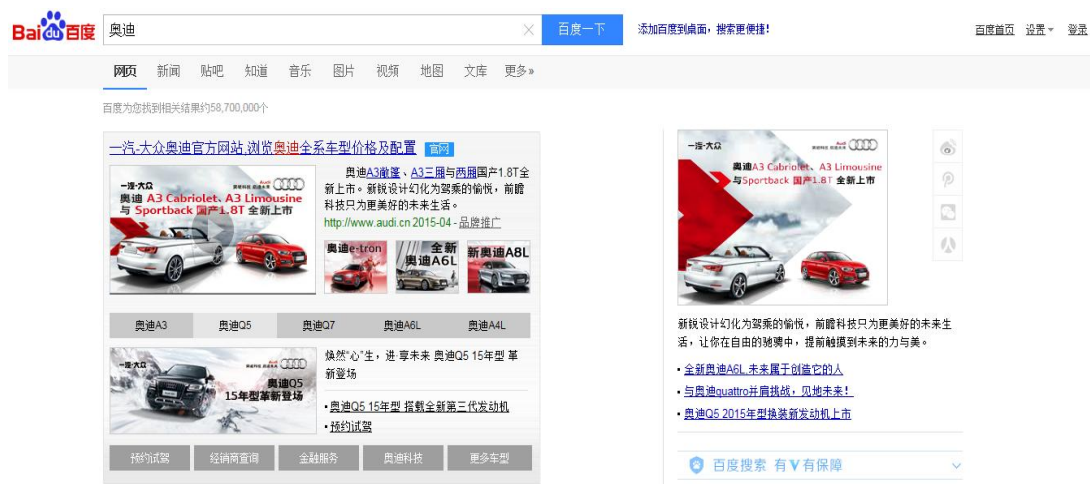 Bai du 百度
奥迪
百度一下
添加百度到桌面，搜索更便捷！
百度首页 设置 登录
网页 新闻 贴吧 知道 音乐 图片 视频 地图 文库 更多»
百度为您找到相关结果约58,700,000个
一汽-大众奥迪官方网站,浏览奥迪全系车型价格及配置 官网
一汽-大众
奥迪 A3 Cabriolet、A3 Limousine
与 Sportback 国产1.8T 全新上市
奥迪A3敞篷、A3三厢与两厢国产1.8T全
新上市。新锐设计幻化为驾乘的愉悦，前瞻
科技只为更美好的未来生活。
http://www.audi.cn 2015-04 - 品牌推广
奥迪e-tron
全新
奥迪A6L
新奥迪A8L
奥迪A3 奥迪Q5 奥迪Q7 奥迪A6L 奥迪A4L
一汽-大众
奥迪Q5
15年型革新登场
焕然“心”生，进·享未来 奥迪Q5 15年型 革
新登场
奥迪Q5 15年型 搭载全新第三代发动机
预约试驾
预约试驾 经销商查询 金融服务 奥迪科技 更多车型
一汽-大众
奥迪A3 Cabriolet、A3 Limousine
与Sportback 国产1.8T 全新上市
新锐设计幻化为驾乘的愉悦，前瞻科技只为更美好的未来生
活，让你在自由的驰骋中，提前触摸到未来的力与美。
全新奥迪A6L,未来属于创造它的人
与奥迪quattro并肩挑战，见地未来！
奥迪Q5 2015年型换装新发动机上市
百度搜索 有V有保障